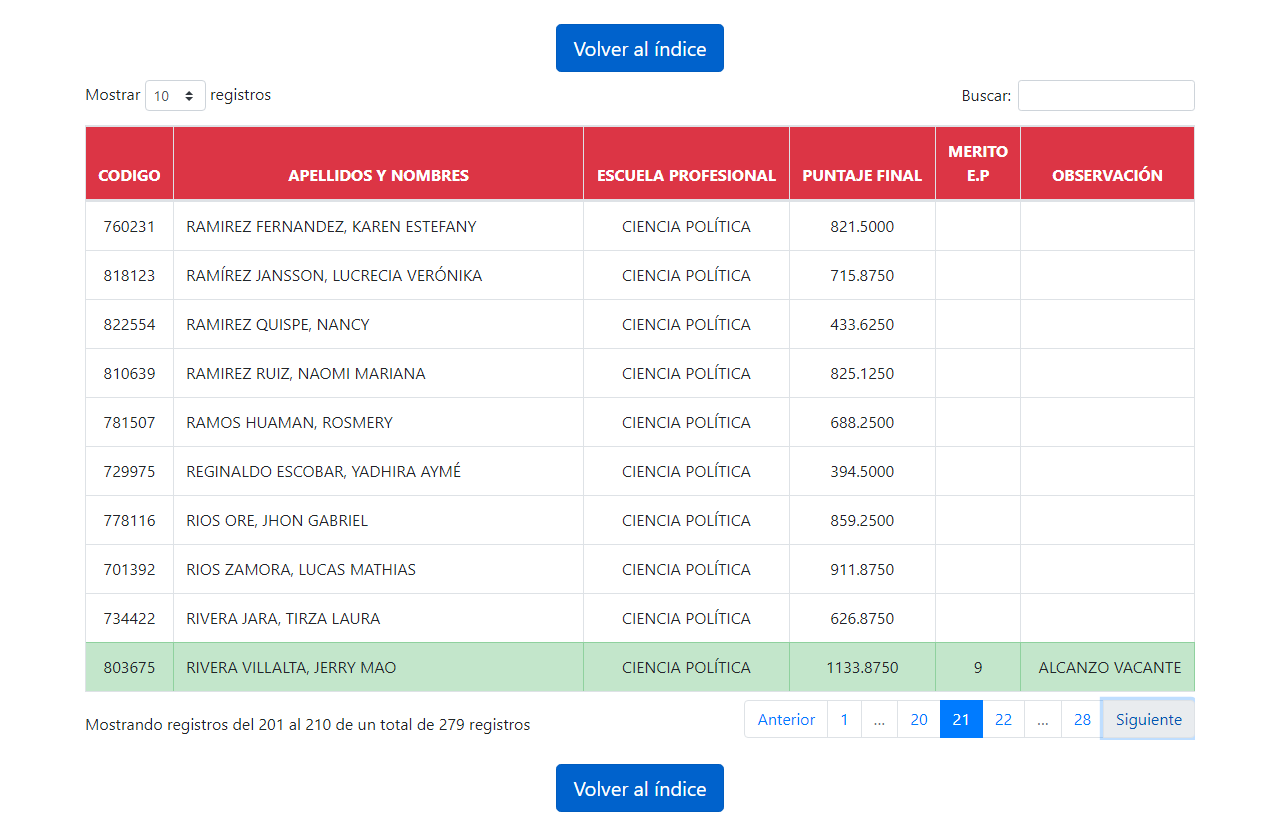 Volver al índice
Mostrar 10 registros Buscar:
CODIGO APELLIDOS Y NOMBRES ESCUELA PROFESIONAL PUNTAJE FINAL MERITO E.P OBSERVACIÓN
760231 RAMIREZ FERNANDEZ, KAREN ESTEFANY CIENCIA POLÍTICA 821.5000
818123 RAMÍREZ JANSSON, LUCRECIA VERÓNIKA CIENCIA POLÍTICA 715.8750
822554 RAMIREZ QUISPE, NANCY CIENCIA POLÍTICA 433.6250
810639 RAMIREZ RUIZ, NAOMI MARIANA CIENCIA POLÍTICA 825.1250
781507 RAMOS HUAMAN, ROSMERY CIENCIA POLÍTICA 688.2500
729975 REGINALDO ESCOBAR, YADHIRA AYMÉ CIENCIA POLÍTICA 394.5000
778116 RIOS ORE, JHON GABRIEL CIENCIA POLÍTICA 859.2500
701392 RIOS ZAMORA, LUCAS MATHIAS CIENCIA POLÍTICA 911.8750
734422 RIVERA JARA, TIRZA LAURA CIENCIA POLÍTICA 626.8750
803675 RIVERA VILLALTA, JERRY MAO CIENCIA POLÍTICA 1133.8750 9 ALCANZO VACANTE
Mostrando registros del 201 al 210 de un total de 279 registros Anterior 1 ... 20 21 22 ... 28 Siguiente
Volver al índice